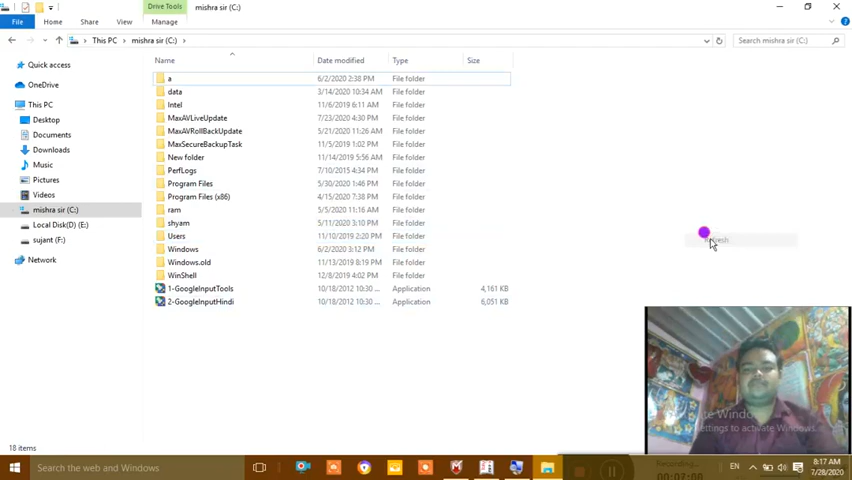 Drive Tools
mishra sir (C:)
File
Home
Share
View
Manage
This PC
mishra sir (C:)
Search mishra sir (C:)
Name
Date modified
Type
Size
Quick access
OneDrive
This PC
Desktop
Documents
Downloads
Music
Pictures
Videos
mishra sir (C:)
Local Disk(D) (E:)
sujant (F:)
Network
a 6/2/2020 2:38 PM File folder
data 3/14/2020 10:34 AM File folder
Intel 11/6/2019 6:11 AM File folder
MaxAVLiveUpdate 7/23/2020 4:30 PM File folder
MaxAVRollBackUpdate 5/21/2020 11:26 AM File folder
MaxSecureBackupTask 11/5/2019 1:02 PM File folder
New folder 11/14/2019 5:56 AM File folder
PerfLogs 7/10/2015 4:34 PM File folder
Program Files 5/30/2020 1:46 PM File folder
Program Files (x86) 4/15/2020 7:38 PM File folder
ram 5/5/2020 11:16 AM File folder
shyam 5/11/2020 3:10 PM File folder
Users 11/10/2019 2:20 PM File folder
Windows 6/2/2020 3:12 PM File folder
Windows.old 11/13/2019 8:19 PM File folder
WinShell 12/8/2019 4:02 PM File folder
1-GoogleInputTools 10/18/2012 10:30 ... Application 4,161 KB
2-GoogleInputHindi 10/18/2012 10:30 ... Application 6,051 KB
Refresh
ate Windows
Settings to activate Windows.
18 items
Search the web and Windows
Recording...
00:07:06
EN
8:17 AM
7/28/2020